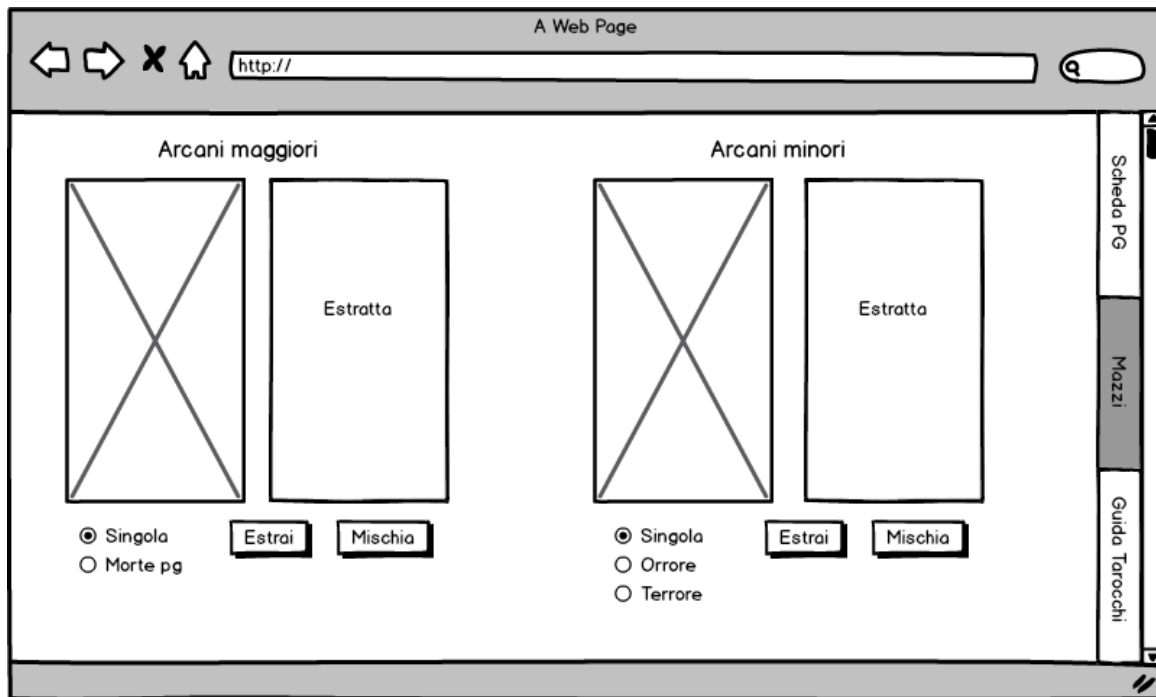 A Web Page
http://
Arcani maggiori
Estratta
Singola
Morte pg
Estrai
Mischia
Arcani minori
Estratta
Singola
Orrore
Terrore
Estrai
Mischia
Scheda PG
Mazzi
Guida Tarocchi